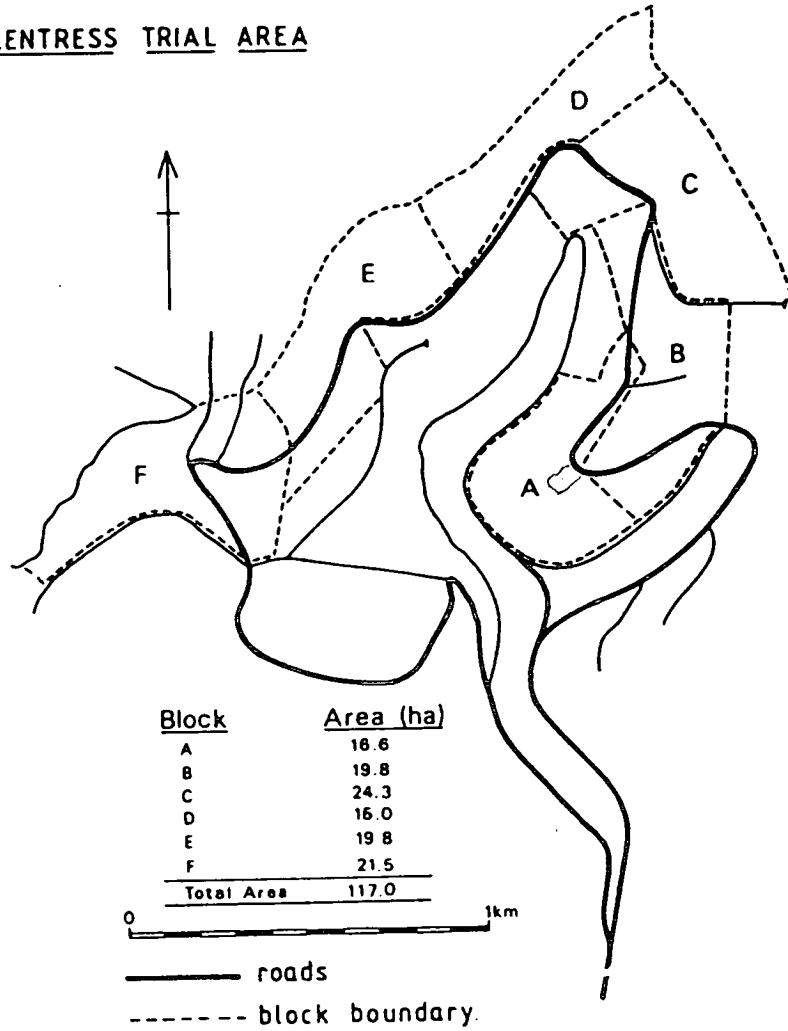 LENTRESS TRIAL AREA
D
C
E
B
F
A
Block Area (ha)
A 16.6
B 19.8
C 24.3
D 16.0
E 19 8
F 21.5
Total Area 117.0
0 1km
roads
block boundary.